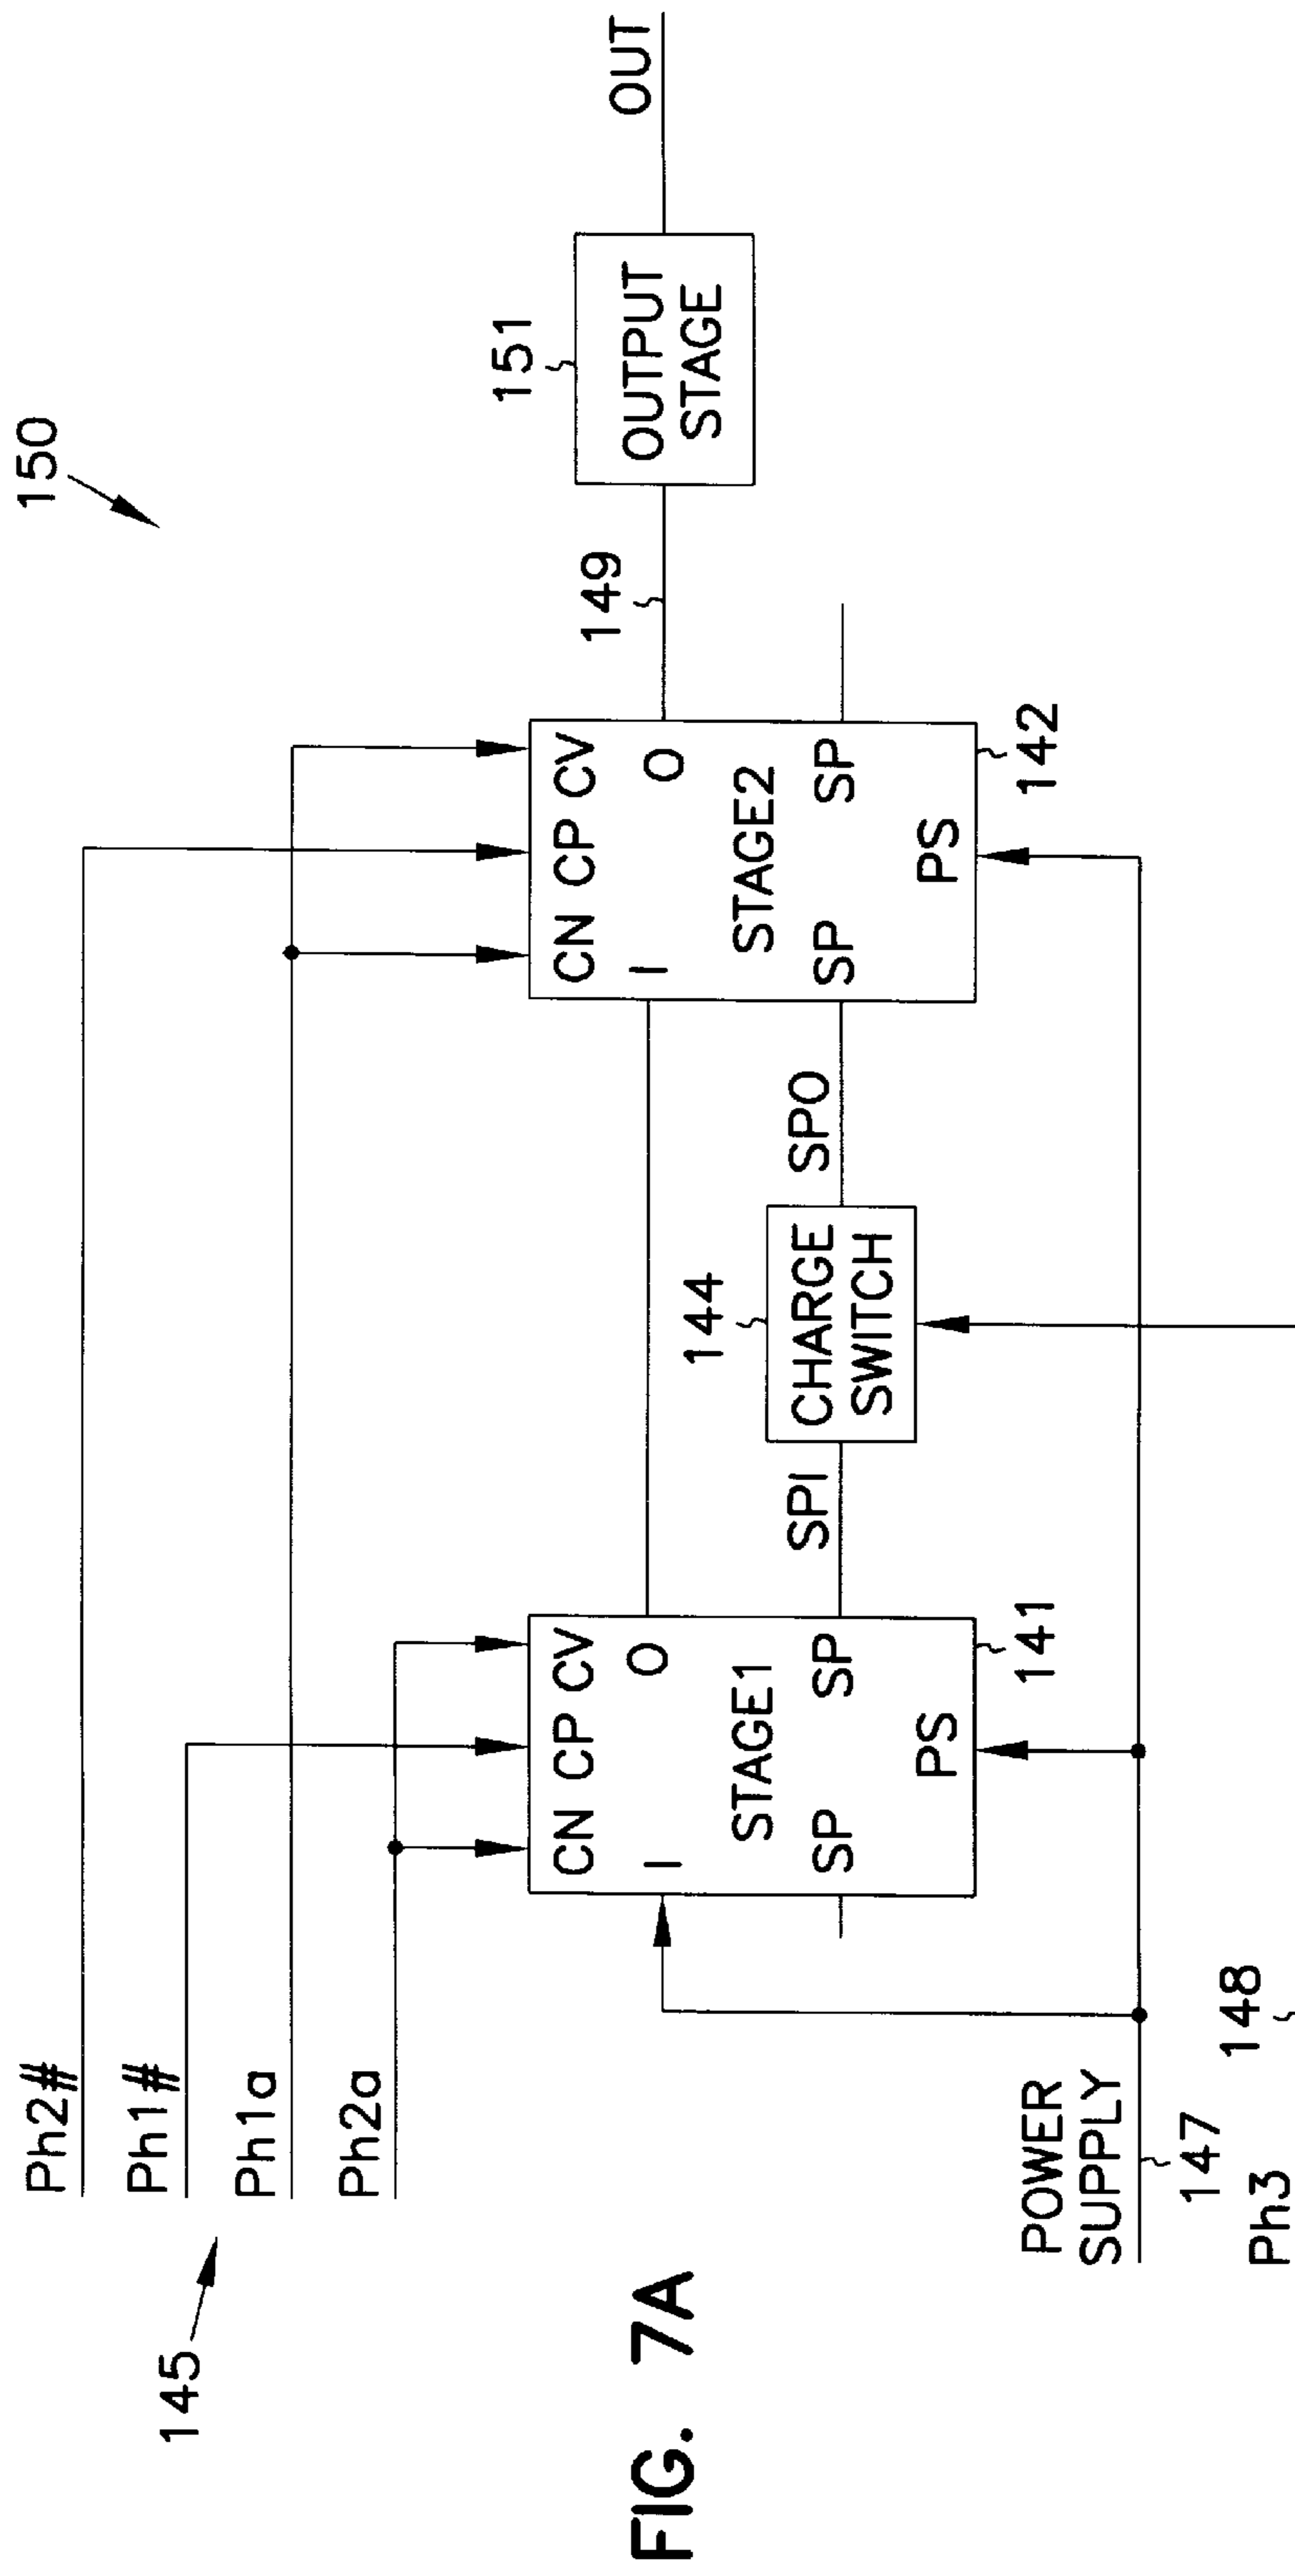 150
Ph2#
Ph1#
Ph1a
Ph2a
145
CN CP CV
I
O
STAGE1
SP
SP
PS
141
SPI
144
CHARGE
SWITCH
SPO
CN CP CV
I
O
STAGE2
SP
SP
PS
142
149
151
OUTPUT
STAGE
OUT
POWER
SUPPLY
147
148
Ph3
FIG. 7A